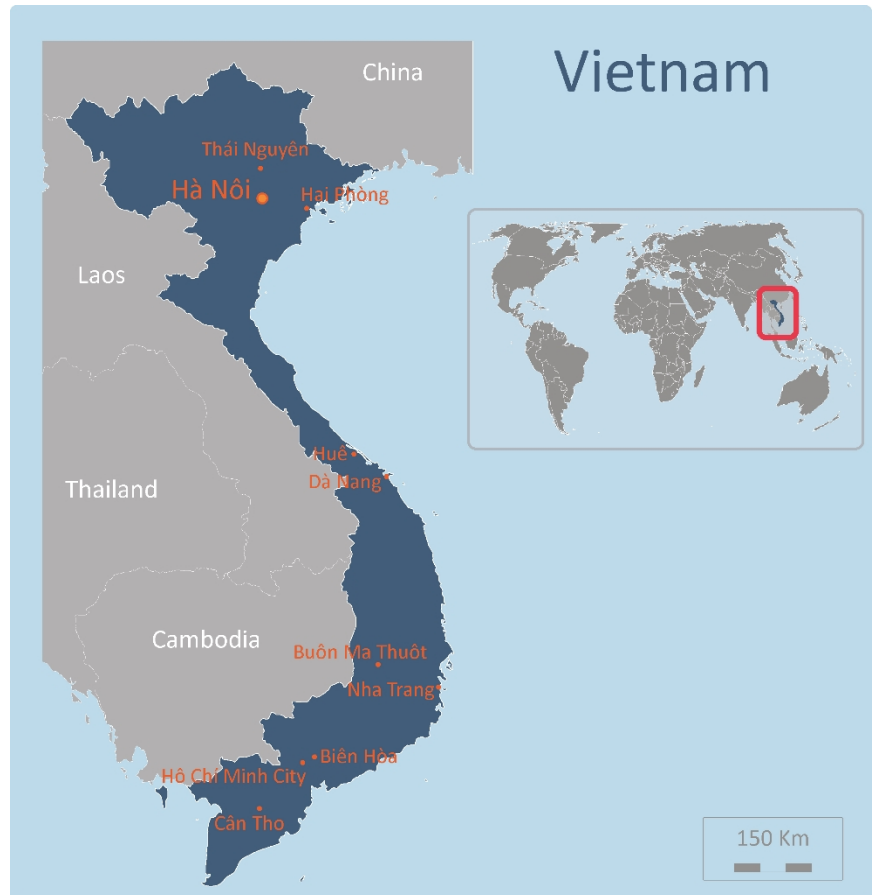 Vietnam
China
Thái Nguyên
Hà Nôi
Hai Phòng
Laos
Huê
Dà Nang
Thailand
Cambodia
Buôn Ma Thuôt
Nha Trang
Biên Hòa
Hô Chí Minh City
Cân Tho
150 Km